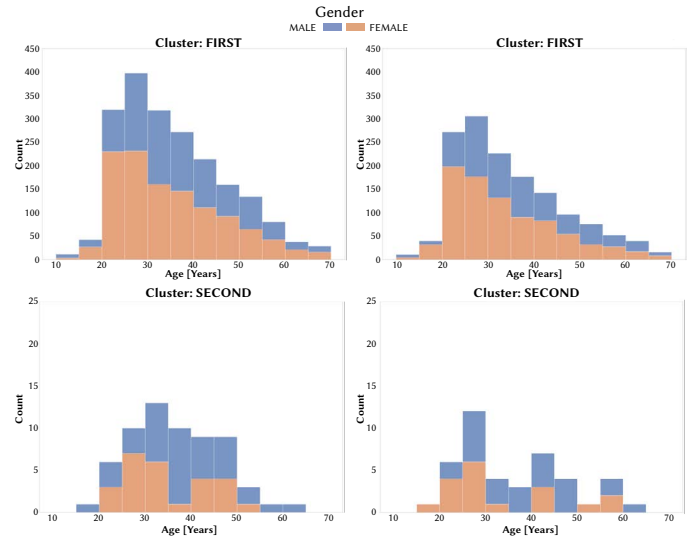 Gender
MALE FEMALE
Cluster: FIRST
450
400
350
300
250
200
150
100
50
0
Count
10 20 30 40 50 60 70
Age [Years]
Cluster: FIRST
450
400
350
300
250
200
150
100
50
0
Count
10 20 30 40 50 60 70
Age [Years]
Cluster: SECOND
25
20
15
10
5
0
Count
10 20 30 40 50 60 70
Age [Years]
Cluster: SECOND
25
20
15
10
5
0
Count
10 20 30 40 50 60 70
Age [Years]